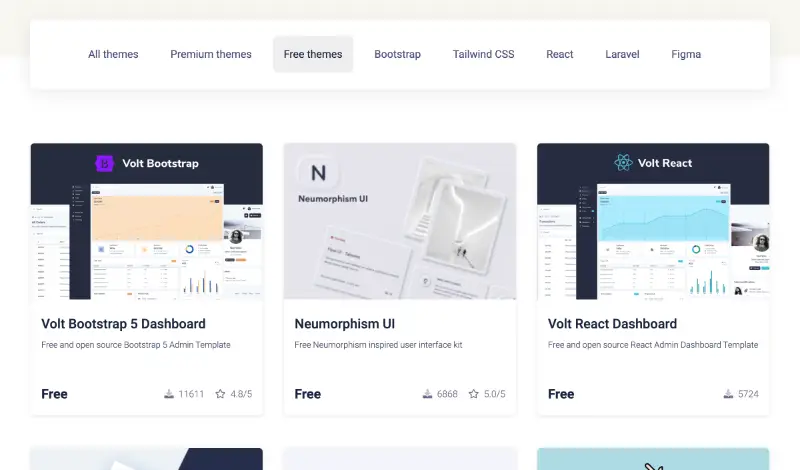 All themes
Premium themes
Free themes
Bootstrap
Tailwind CSS
React
Laravel
Figma
Volt Bootstrap
N
Neumorphism UI
Volt React
Volt Bootstrap 5 Dashboard
Free and open source Bootstrap 5 Admin Template
Free
11611
4.8/5
Neumorphism UI
Free Neumorphism inspired user interface kit
Free
6868
5.0/5
Volt React Dashboard
Free and open source React Admin Dashboard Template
Free
5724